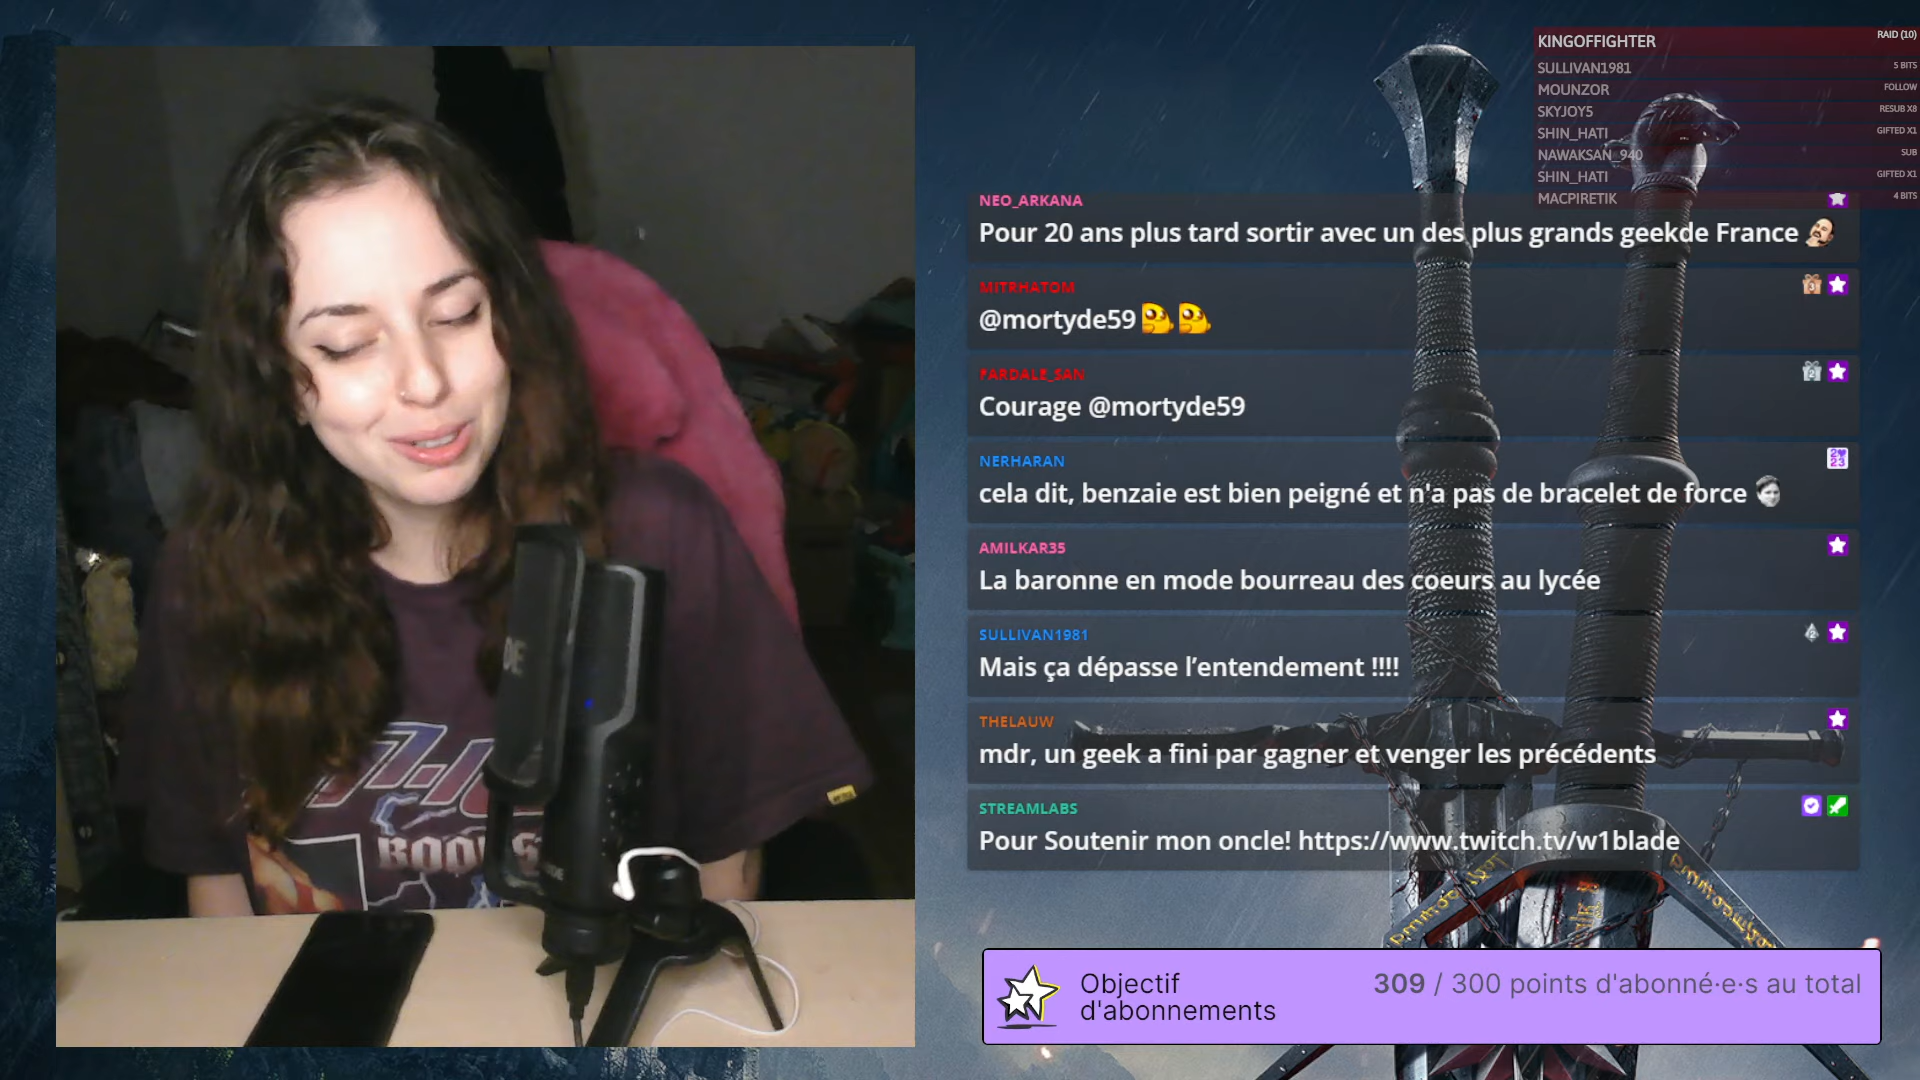 KINGOFFIGHTER RAID (10)
SULLIVAN1981 5 BITS
MOUNZOR FOLLOW
SKYJOY5 RESUB X8
SHIN_HATI GIFTED X1
NAWAKSAN_940 SUB
SHIN_HATI GIFTED X1
MACPIRETIK 4 BITS
NEO_ARKANA
Pour 20 ans plus tard sortir avec un des plus grands geekde France
MITRHATOM
@mortyde59
PARDALE_SAN
Courage @mortyde59
NERHARAN
cela dit, benzaie est bien peigné et n'a pas de bracelet de force
AMILKAR35
La baronne en mode bourreau des coeurs au lycée
SULLIVAN1981
Mais ça dépasse l’entendement !!!!
THELAUW
mdr, un geek a fini par gagner et venger les précédents
STREAMLABS
Pour Soutenir mon oncle! https://www.twitch.tv/w1blade
Objectif
d'abonnements
309 / 300 points d'abonné·e·s au total